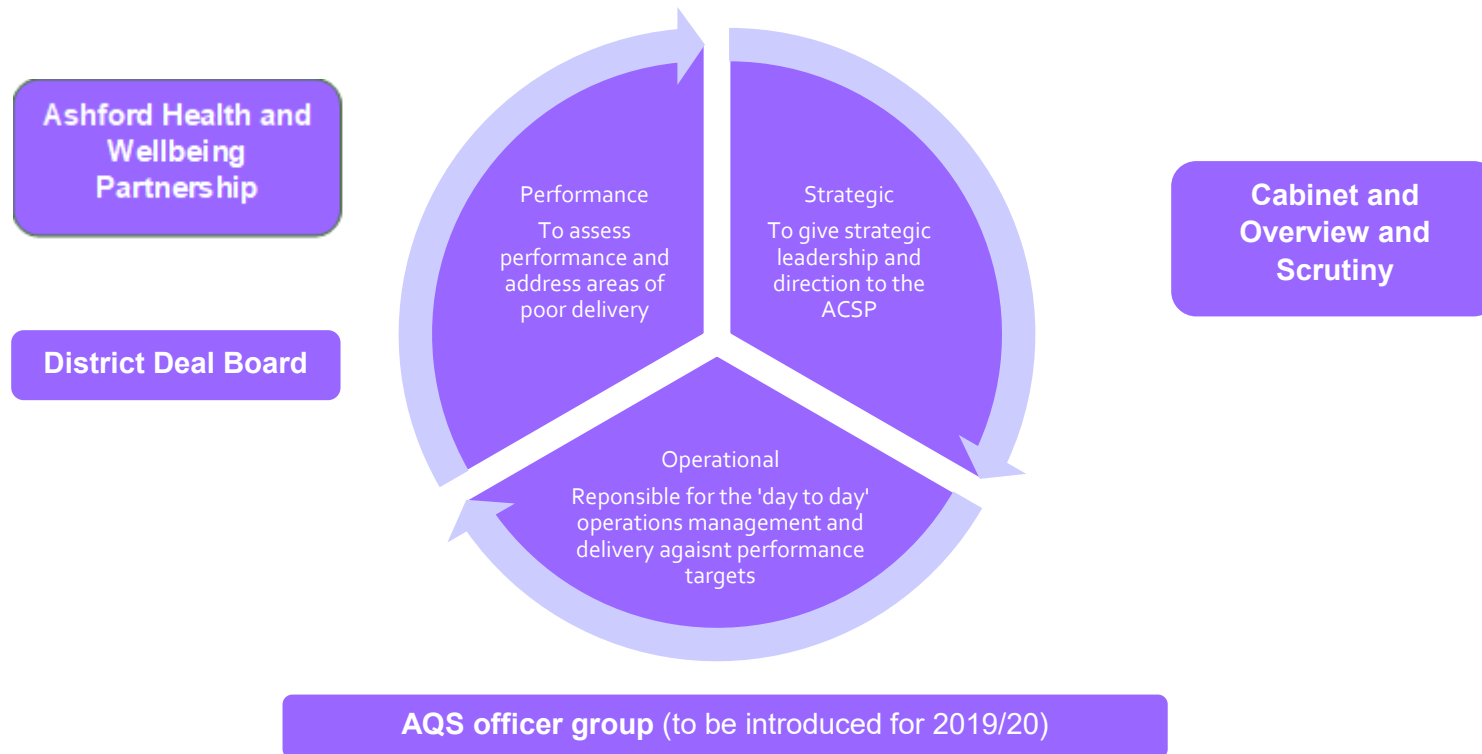 Ashford Health and
Wellbeing
Partnership
District Deal Board
Performance
To assess
performance and
address areas of
poor delivery
Strategic
To give strategic
leadership and
direction to the
ACSP
Cabinet and
Overview and
Scrutiny
Operational
Reponsible for the 'day to day'
operations management and
delivery agaisnt performance
targets
AQS officer group (to be introduced for 2019/20)